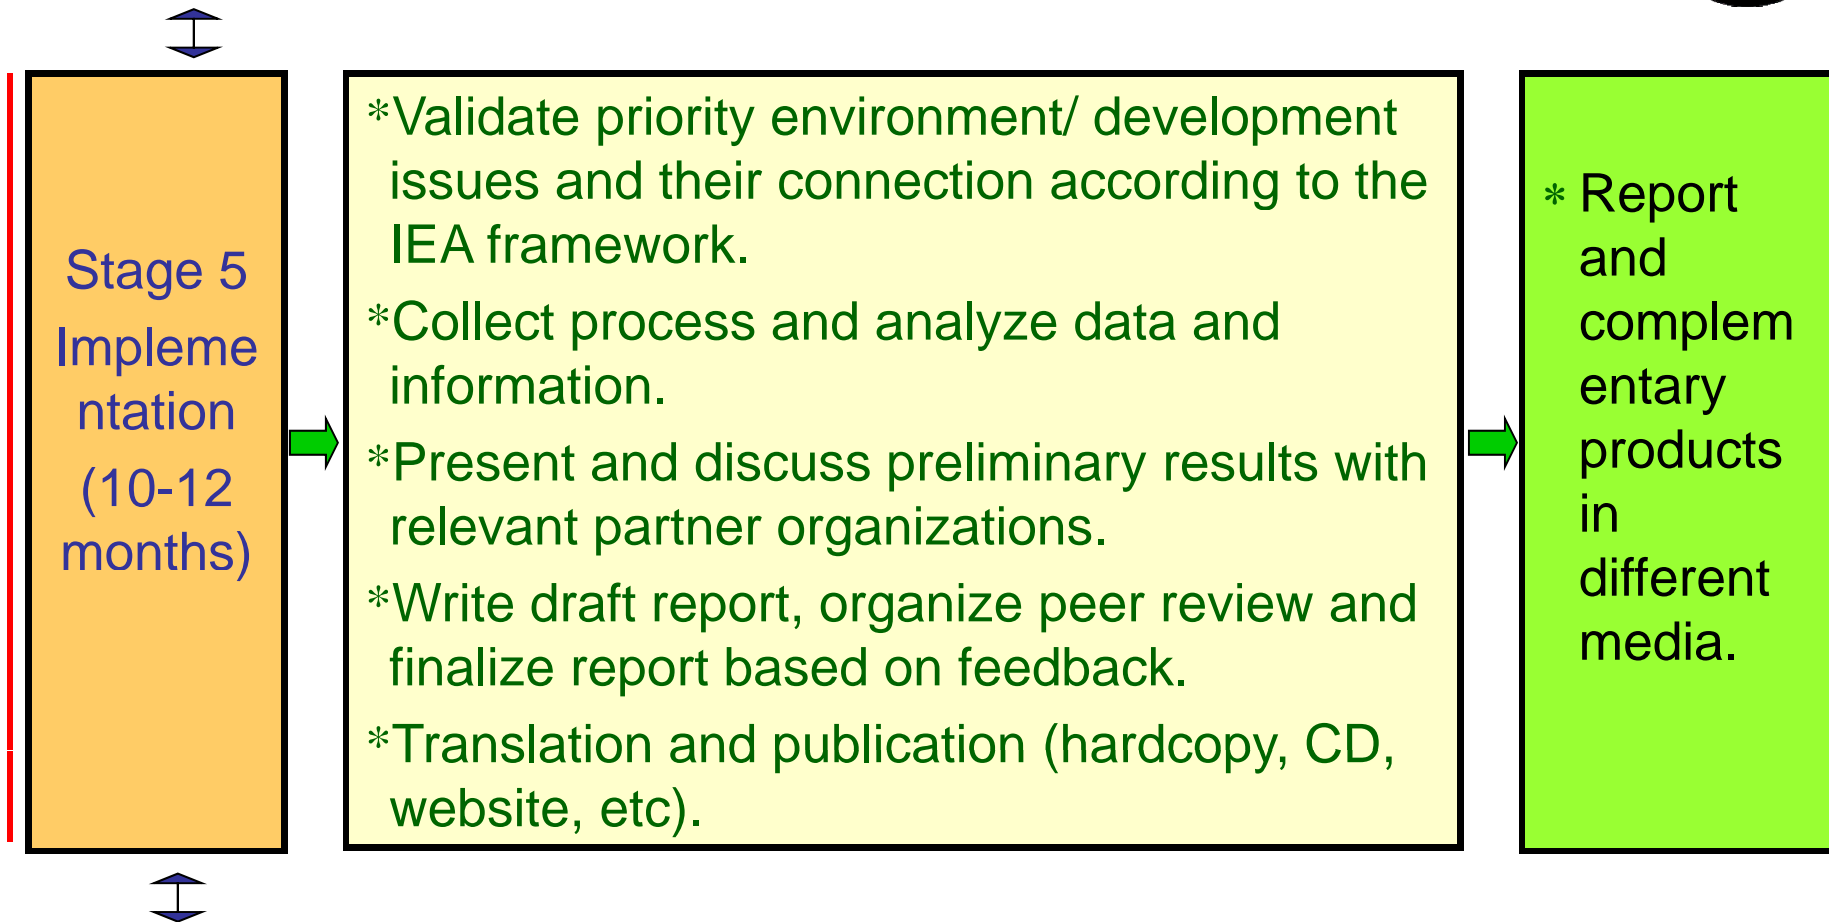 Stage 5
Impleme
ntation
(10-12
months)
*Validate priority environment/ development
issues and their connection according to the
IEA framework.
*Collect process and analyze data and
information.
*Present and discuss preliminary results with
relevant partner organizations.
*Write draft report, organize peer review and
finalize report based on feedback.
*Translation and publication (hardcopy, CD,
website, etc).
* Report
and
complem
entary
products
in
different
media.